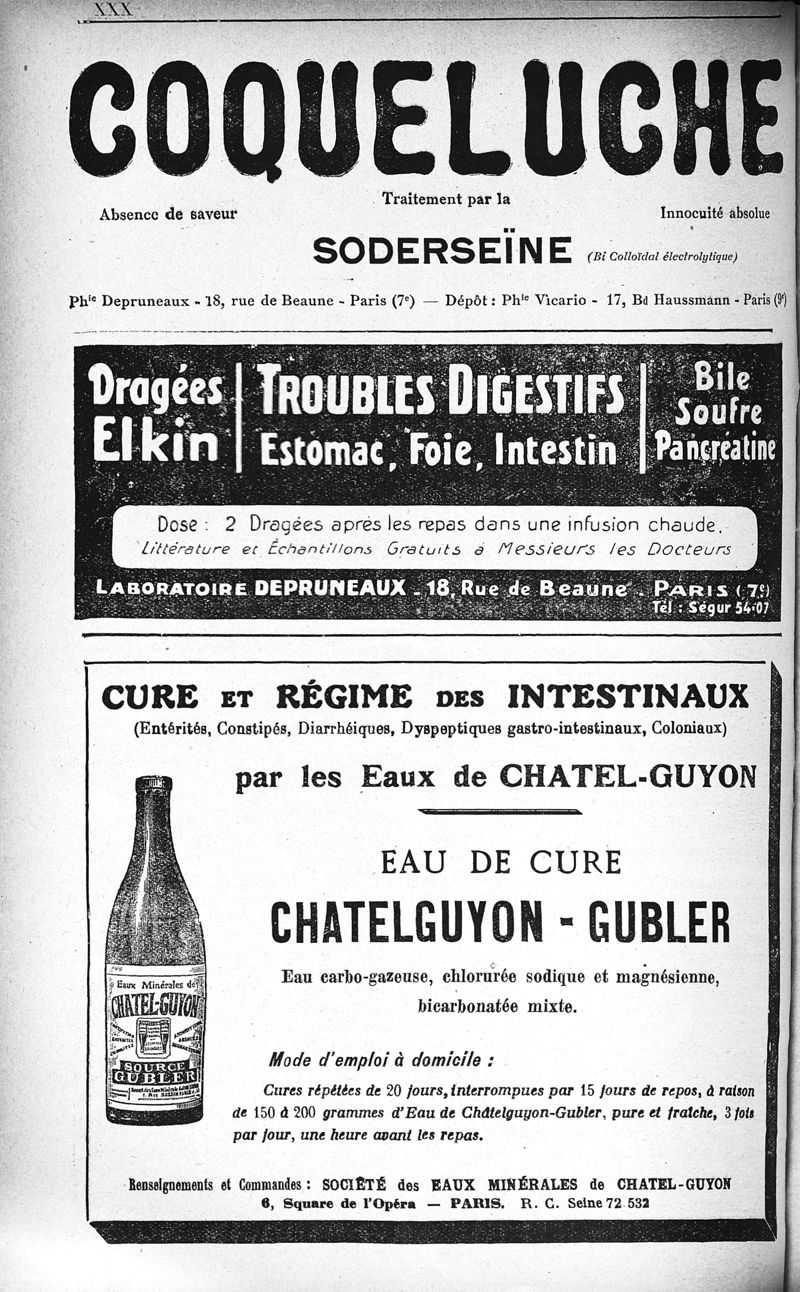 XXX
COQUELUCHE
Traitement par la
Absence de saveur
Innocuité absolue
SODERSEÏNE (Bi Colloïdal électrolytique)
Phie Depruneaux - 18, rue de Beaune - Paris (7e) — Dépôt : Phie Vicario - 17, Bd Haussmann - Paris (9e)
Dragées
Elkin
TROUBLES DIGESTIFS
Estomac, Foie, Intestin
Bile
Soufre
Pancréatine
Dose : 2 Dragées après les repas dans une infusion chaude.
Littérature et Échantillons Gratuits à Messieurs les Docteurs
LABORATOIRE DEPRUNEAUX - 18, Rue de Beaune - PARIS (7e)
Tél : Ségur 54-07
CURE ET RÉGIME DES INTESTINAUX
(Entérités, Constipés, Diarrhéiques, Dyspeptiques gastro-intestinaux, Coloniaux)
par les Eaux de CHATEL-GUYON
EAU DE CURE
CHATELGUYON - GUBLER
Eau carbo-gazeuse, chlorurée sodique et magnésienne,
bicarbonatée mixte.
Mode d'emploi à domicile :
Cures répétées de 20 jours, interrompues par 15 jours de repos, à raison
de 150 à 200 grammes d'Eau de Châtelguyon-Gubler, pure et fraîche, 3 fois
par jour, une heure avant les repas.
Eaux Minérales de
CHATEL-GUYON
SOURCE
GUBLER
Renseignements et Commandes : SOCIÉTÉ des EAUX MINÉRALES de CHATEL-GUYON
6, Square de l'Opéra — PARIS. R. C. Seine 72 532